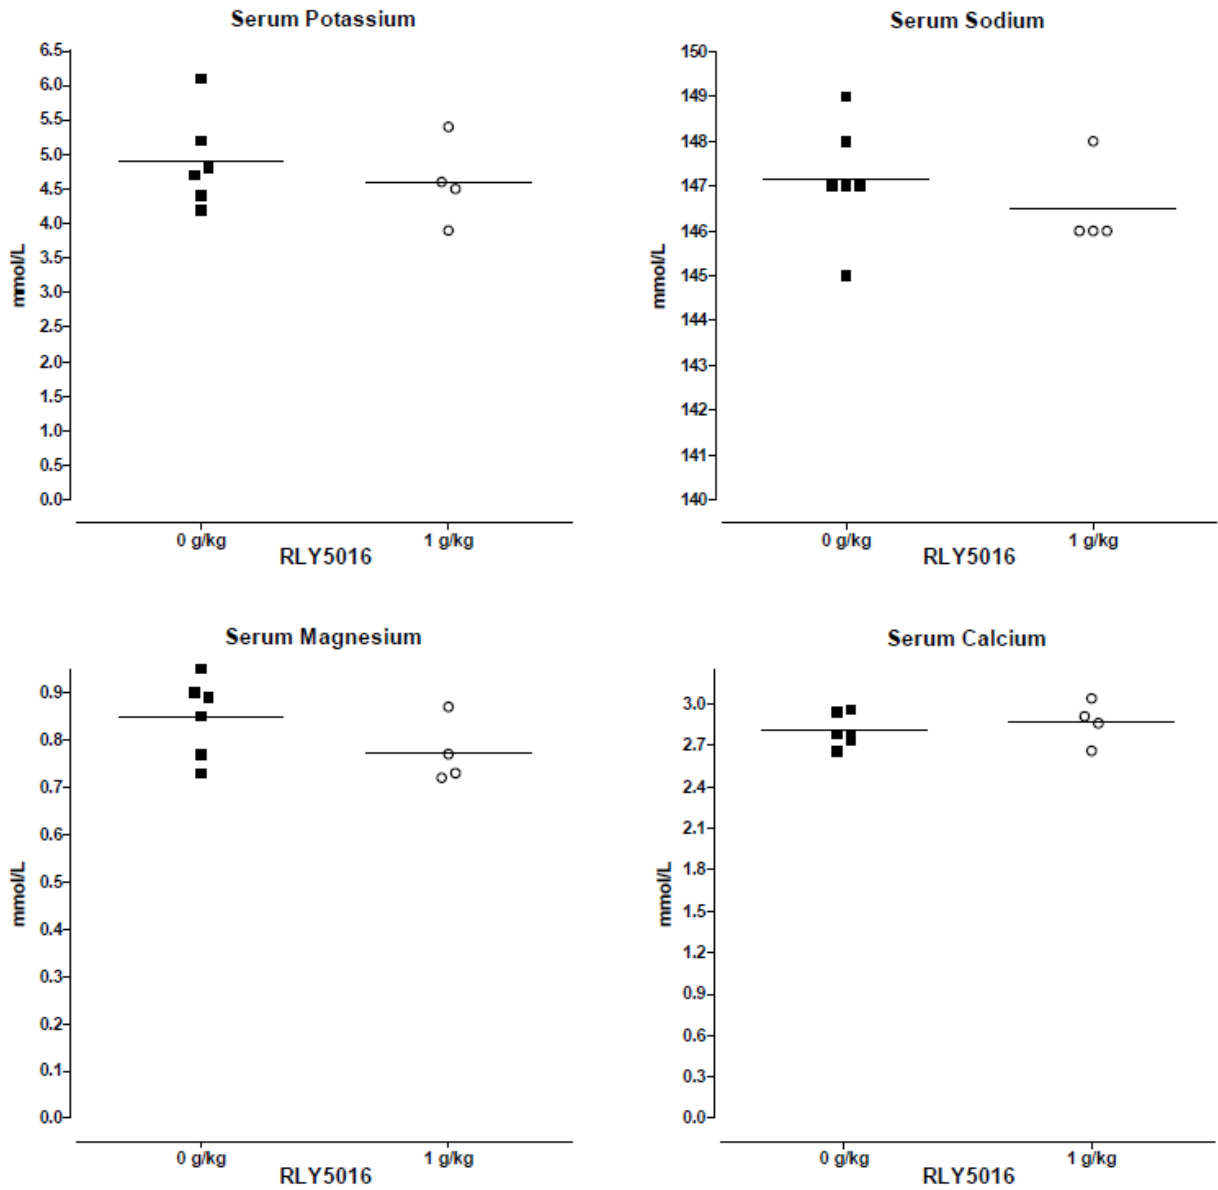 Serum Potassium
6.5
6.0
5.5
5.0
4.5
4.0
3.5
3.0
2.5
2.0
1.5
1.0
0.5
0.0
mmol/L
0 g/kg
1 g/kg
RLY5016
Serum Sodium
150
149
148
147
146
145
144
143
142
141
140
mmol/L
0 g/kg
1 g/kg
RLY5016
Serum Magnesium
0.9
0.8
0.7
0.6
0.5
0.4
0.3
0.2
0.1
0.0
mmol/L
0 g/kg
1 g/kg
RLY5016
Serum Calcium
3.0
2.7
2.4
2.1
1.8
1.5
1.2
0.9
0.6
0.3
0.0
mmol/L
0 g/kg
1 g/kg
RLY5016